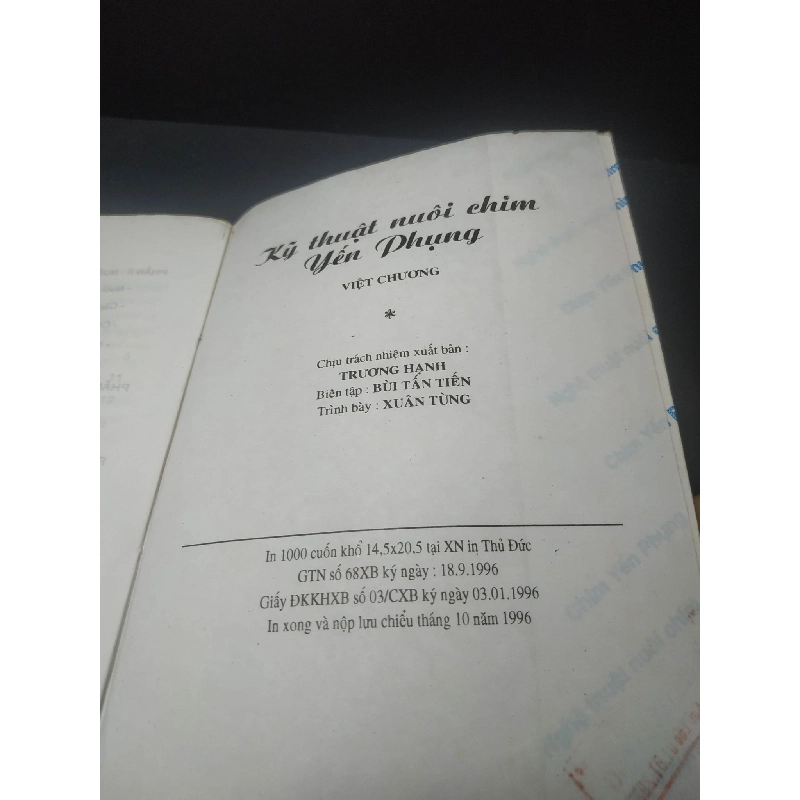 Kỹ thuật nuôi chim
Yến Phụng
VIỆT CHƯƠNG
*
Chịu trách nhiệm xuất bản :
TRƯƠNG HẠNH
Biên tập : BÙI TẤN TIẾN
Trình bày : XUÂN TÙNG
In 1000 cuốn khổ 14,5x20.5 tại XN in Thủ Đức
GTN số 68XB ký ngày : 18.9.1996
Giấy ĐKKHXB số 03/CXB ký ngày 03.01.1996
In xong và nộp lưu chiểu tháng 10 năm 1996
Chim Yến Phụng